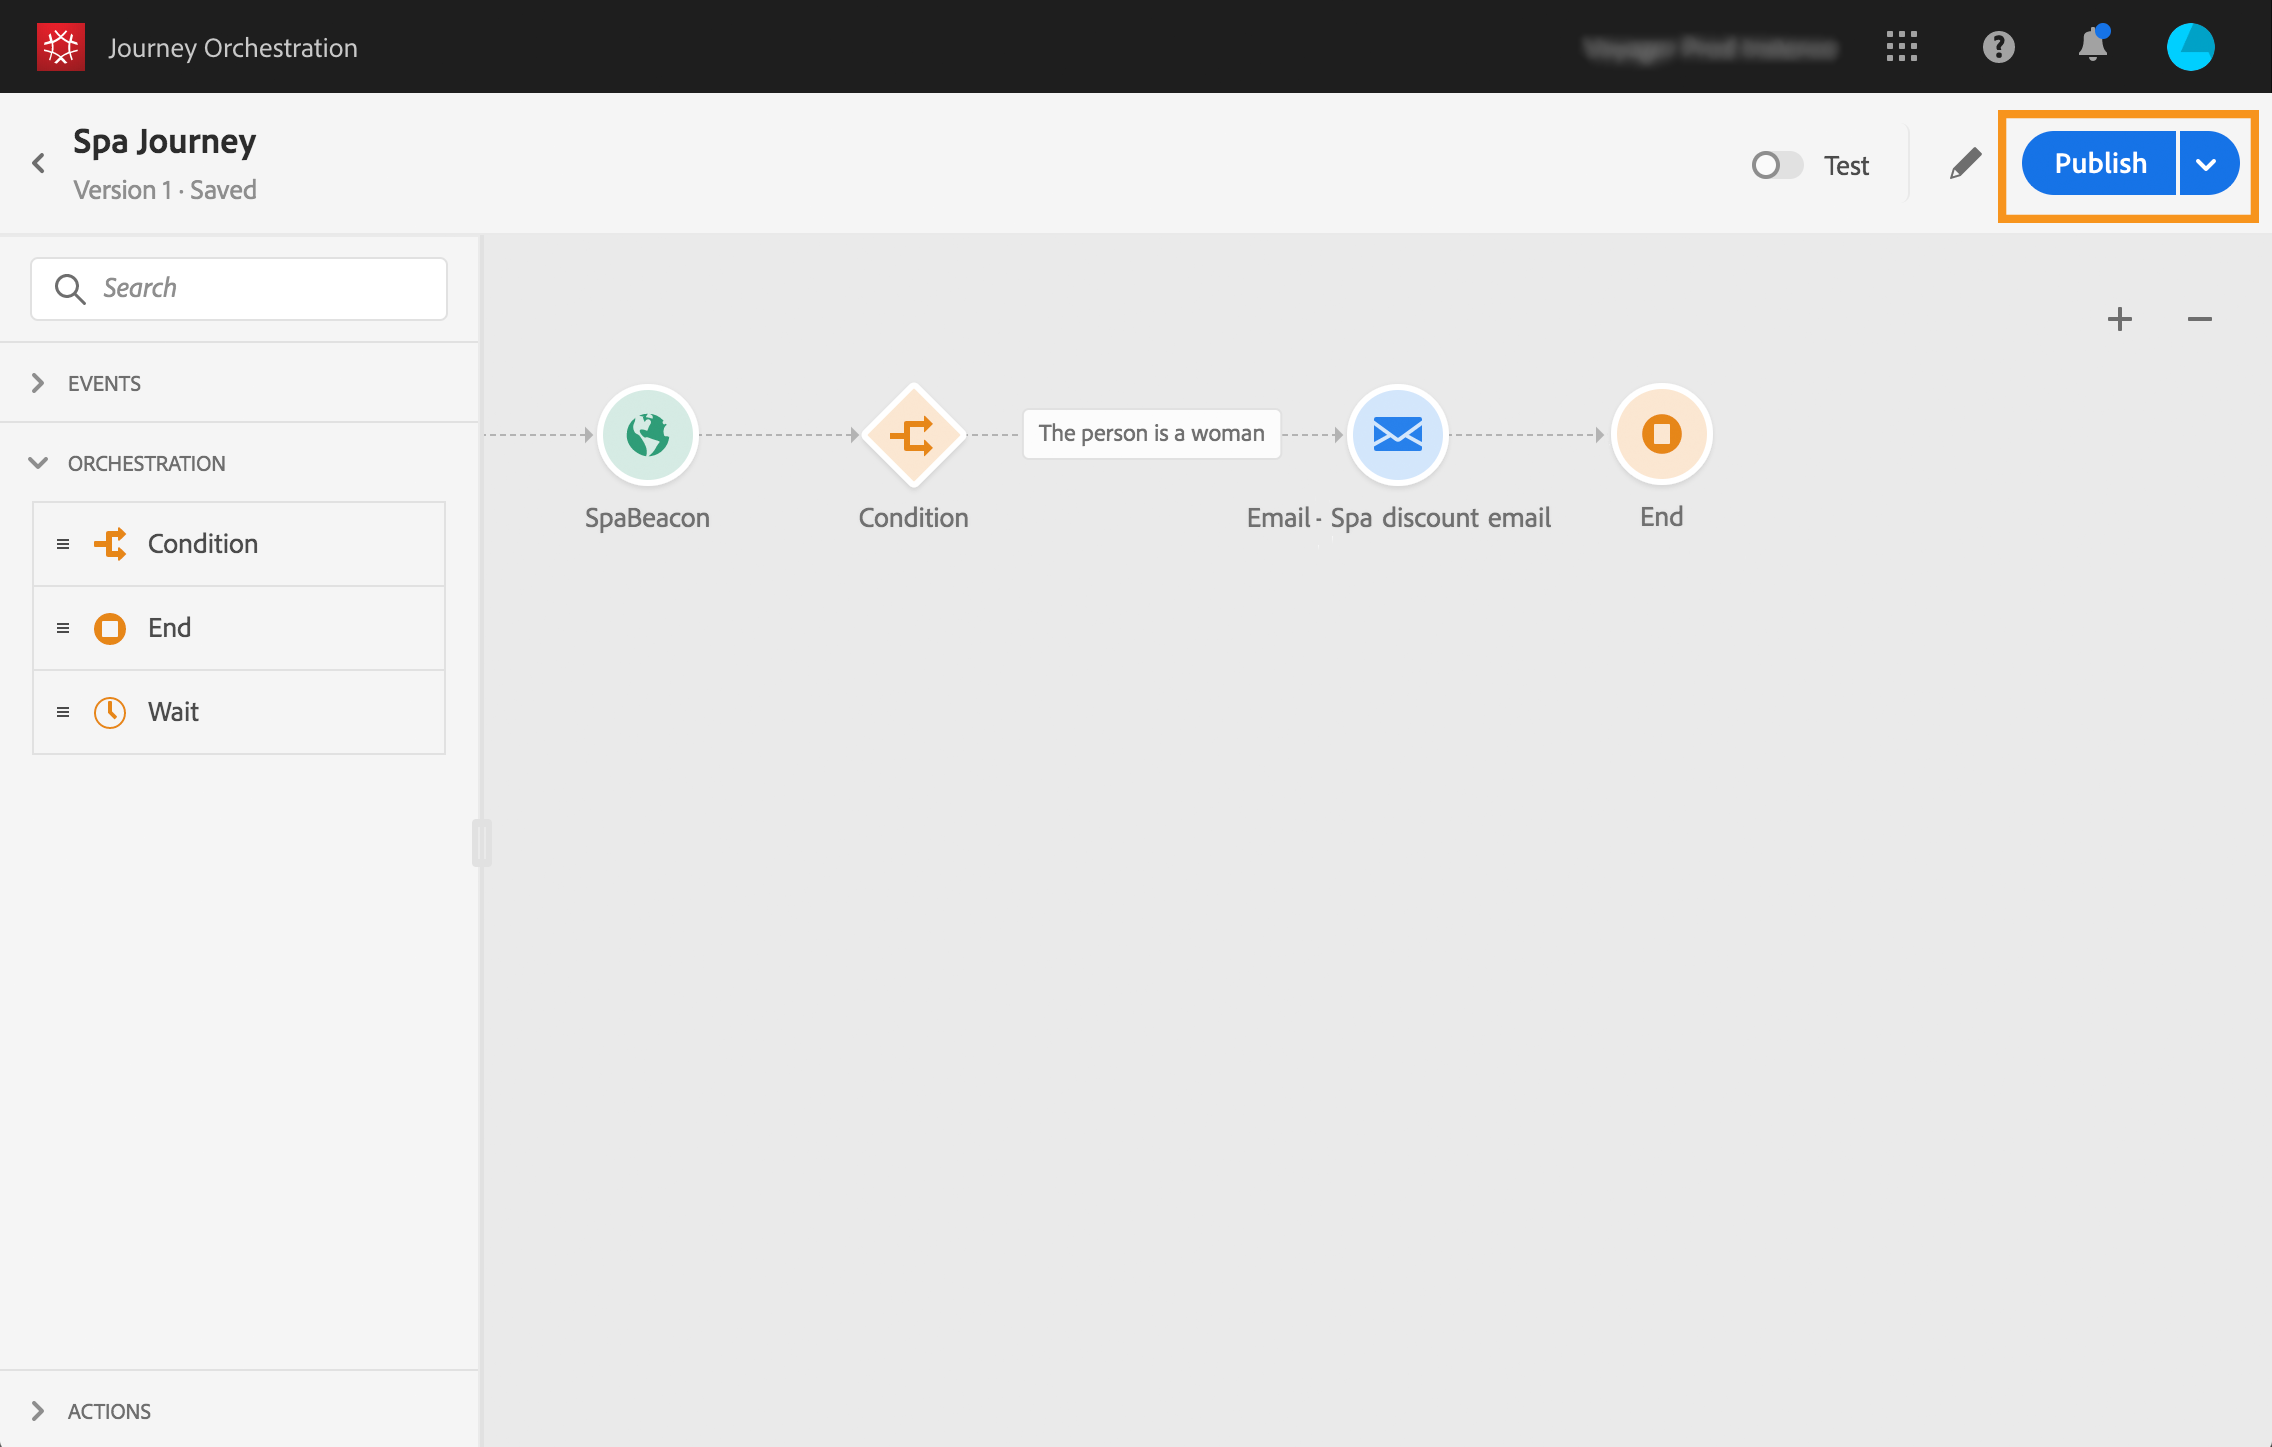 Journey Orchestration
Spa Journey
Version 1 · Saved
Test
Publish
Search
EVENTS
ORCHESTRATION
Condition
End
Wait
ACTIONS
The person is a woman
SpaBeacon
Condition
Email - Spa discount email
End